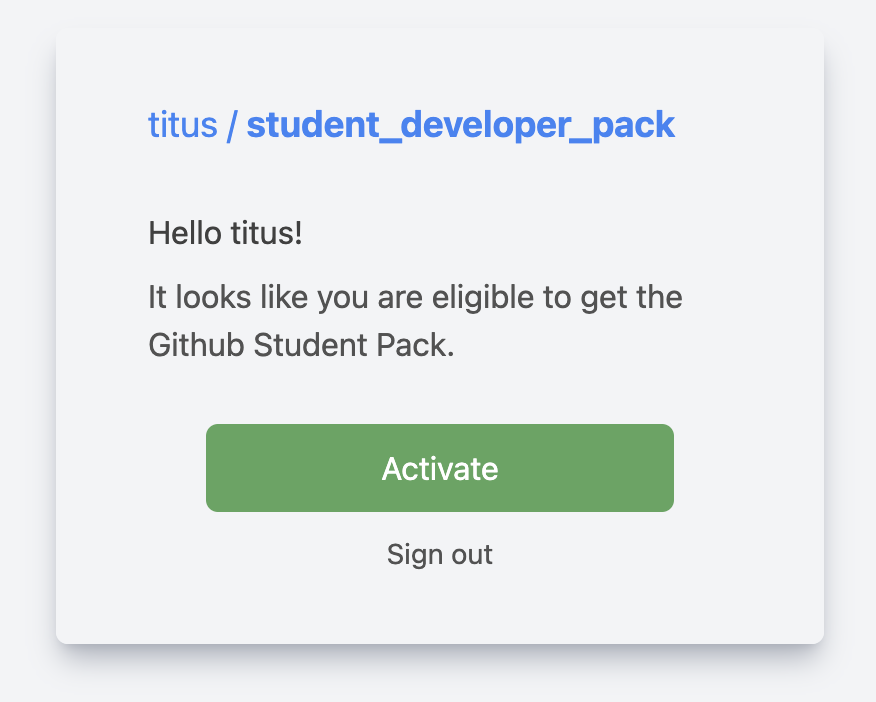 titus / student_developer_pack
Hello titus!
It looks like you are eligible to get the
Github Student Pack.
Activate
Sign out